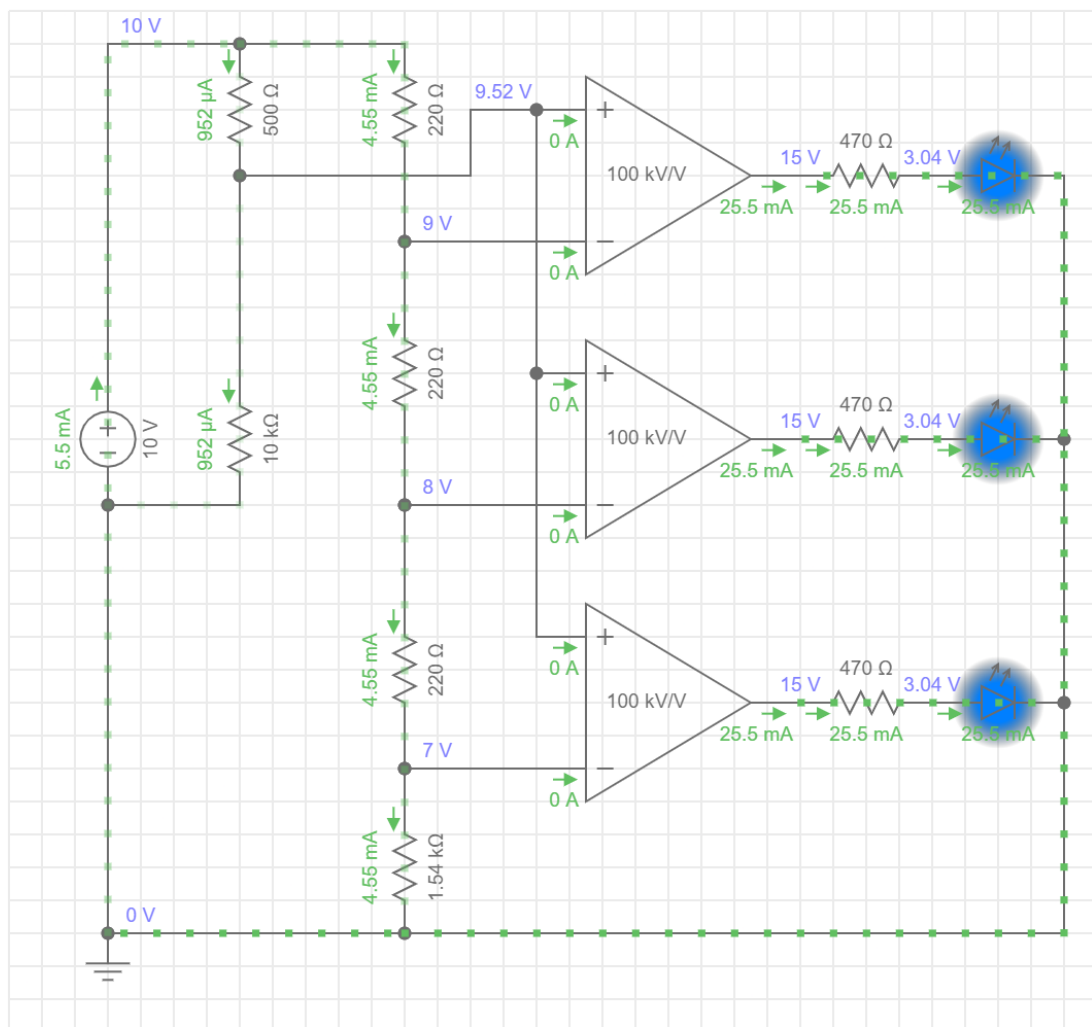 10 V
952 µA
500 Ω
4.55 mA
220 Ω
9.52 V
+
0 A
100 kV/V
15 V
470 Ω
3.04 V
25.5 mA
25.5 mA
25.5 mA
9 V
−
0 A
4.55 mA
220 Ω
+
0 A
5.5 mA
+
−
10 V
952 µA
10 kΩ
100 kV/V
15 V
470 Ω
3.04 V
25.5 mA
25.5 mA
25.5 mA
8 V
−
0 A
4.55 mA
220 Ω
+
0 A
100 kV/V
15 V
470 Ω
3.04 V
25.5 mA
25.5 mA
25.5 mA
7 V
−
0 A
4.55 mA
1.54 kΩ
0 V